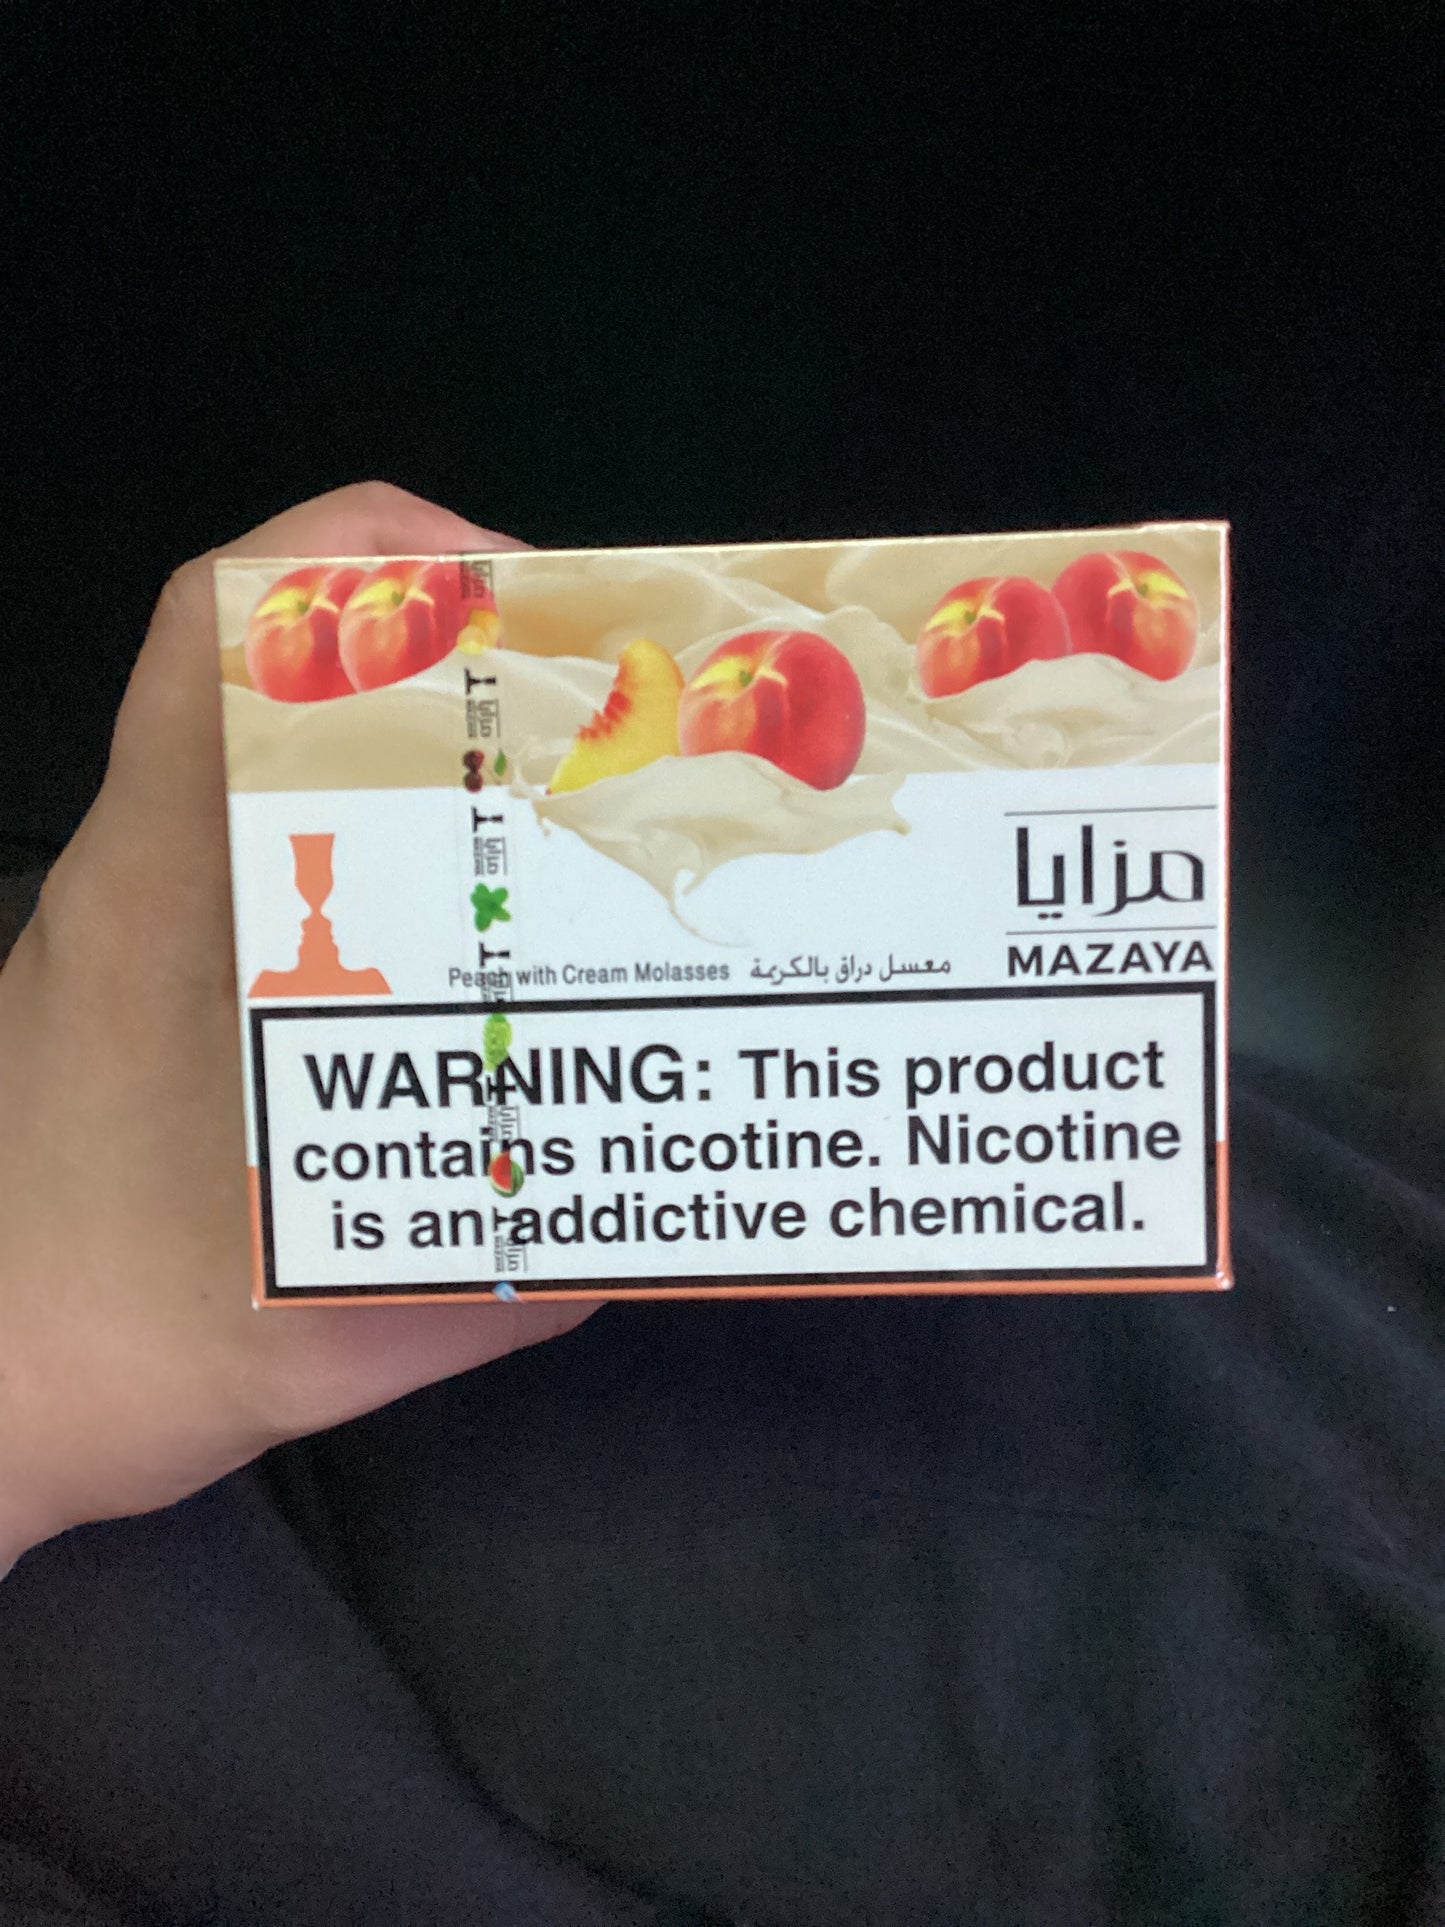 مزايا
MAZAYA
Peach with Cream Molasses معسل دراق بالكريمة
WARNING: This product
contains nicotine. Nicotine
is an addictive chemical.